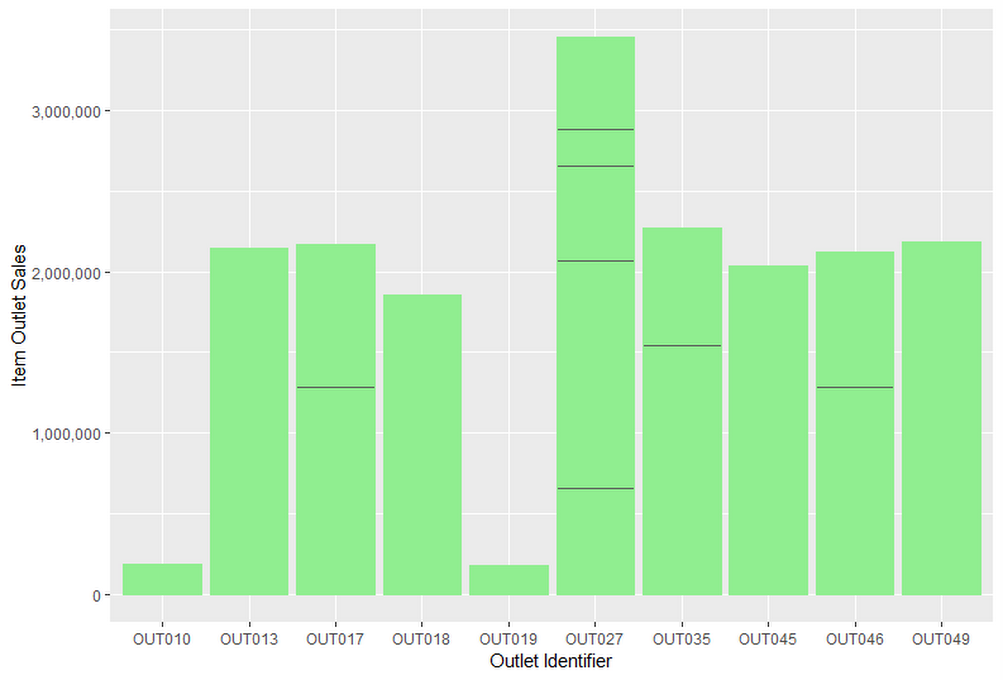 Item Outlet Sales
3,000,000
2,000,000
1,000,000
0
OUT010 OUT013 OUT017 OUT018 OUT019 OUT027 OUT035 OUT045 OUT046 OUT049
Outlet Identifier